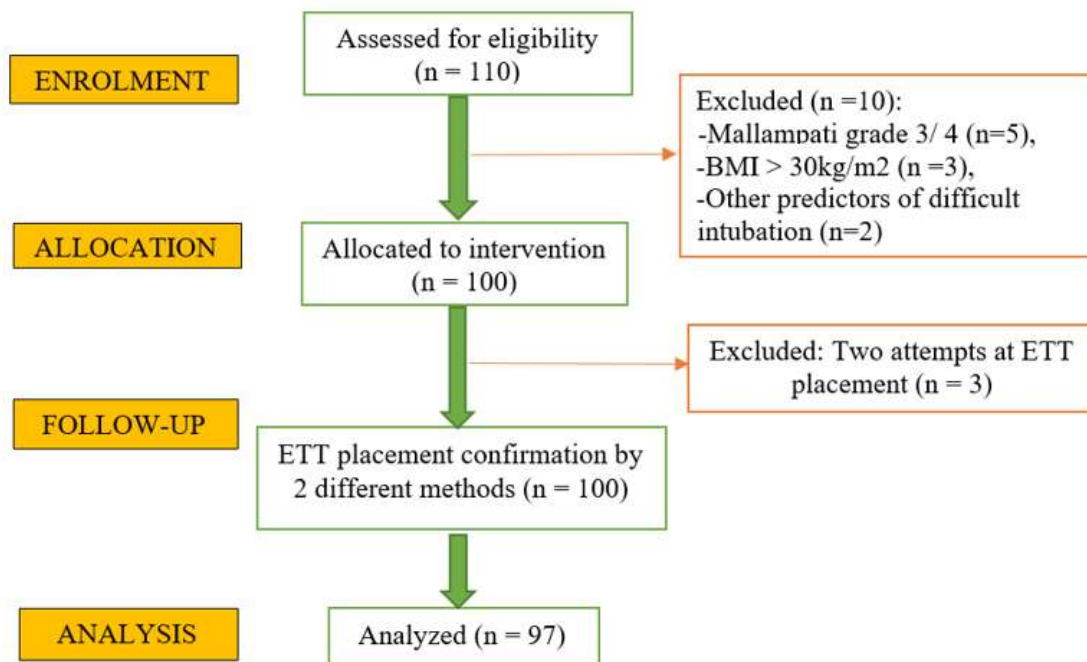 ENROLMENT
Assessed for eligibility
(n = 110)
Excluded (n =10):
-Mallampati grade 3/ 4 (n=5),
-BMI > 30kg/m2 (n =3),
-Other predictors of difficult
intubation (n=2)
ALLOCATION
Allocated to intervention
(n = 100)
Excluded: Two attempts at ETT
placement (n = 3)
FOLLOW-UP
ETT placement confirmation by
2 different methods (n = 100)
ANALYSIS
Analyzed (n = 97)